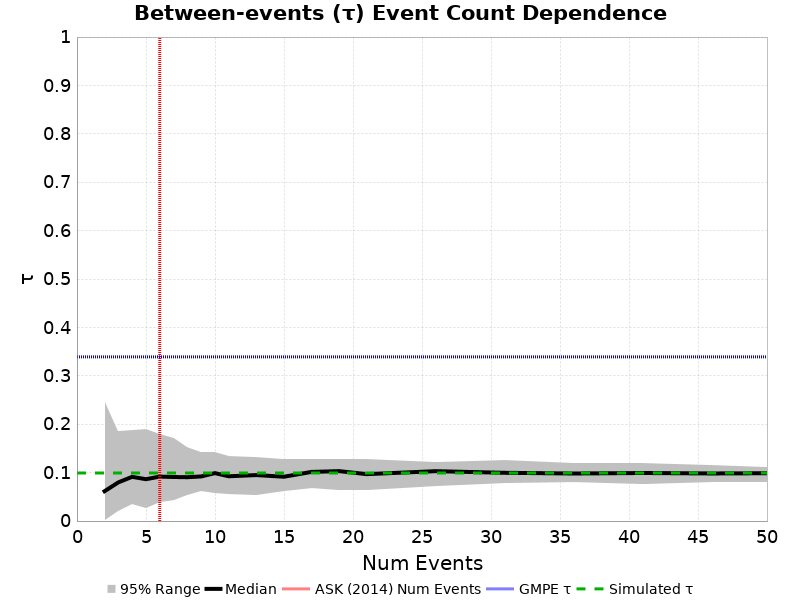 Between-events (τ) Event Count Dependence
1
0.9
0.8
0.7
0.6
0.5
0.4
0.3
0.2
0.1
0
τ
0 5 10 15 20 25 30 35 40 45 50
Num Events
95% Range Median ASK (2014) Num Events GMPE τ Simulated τ